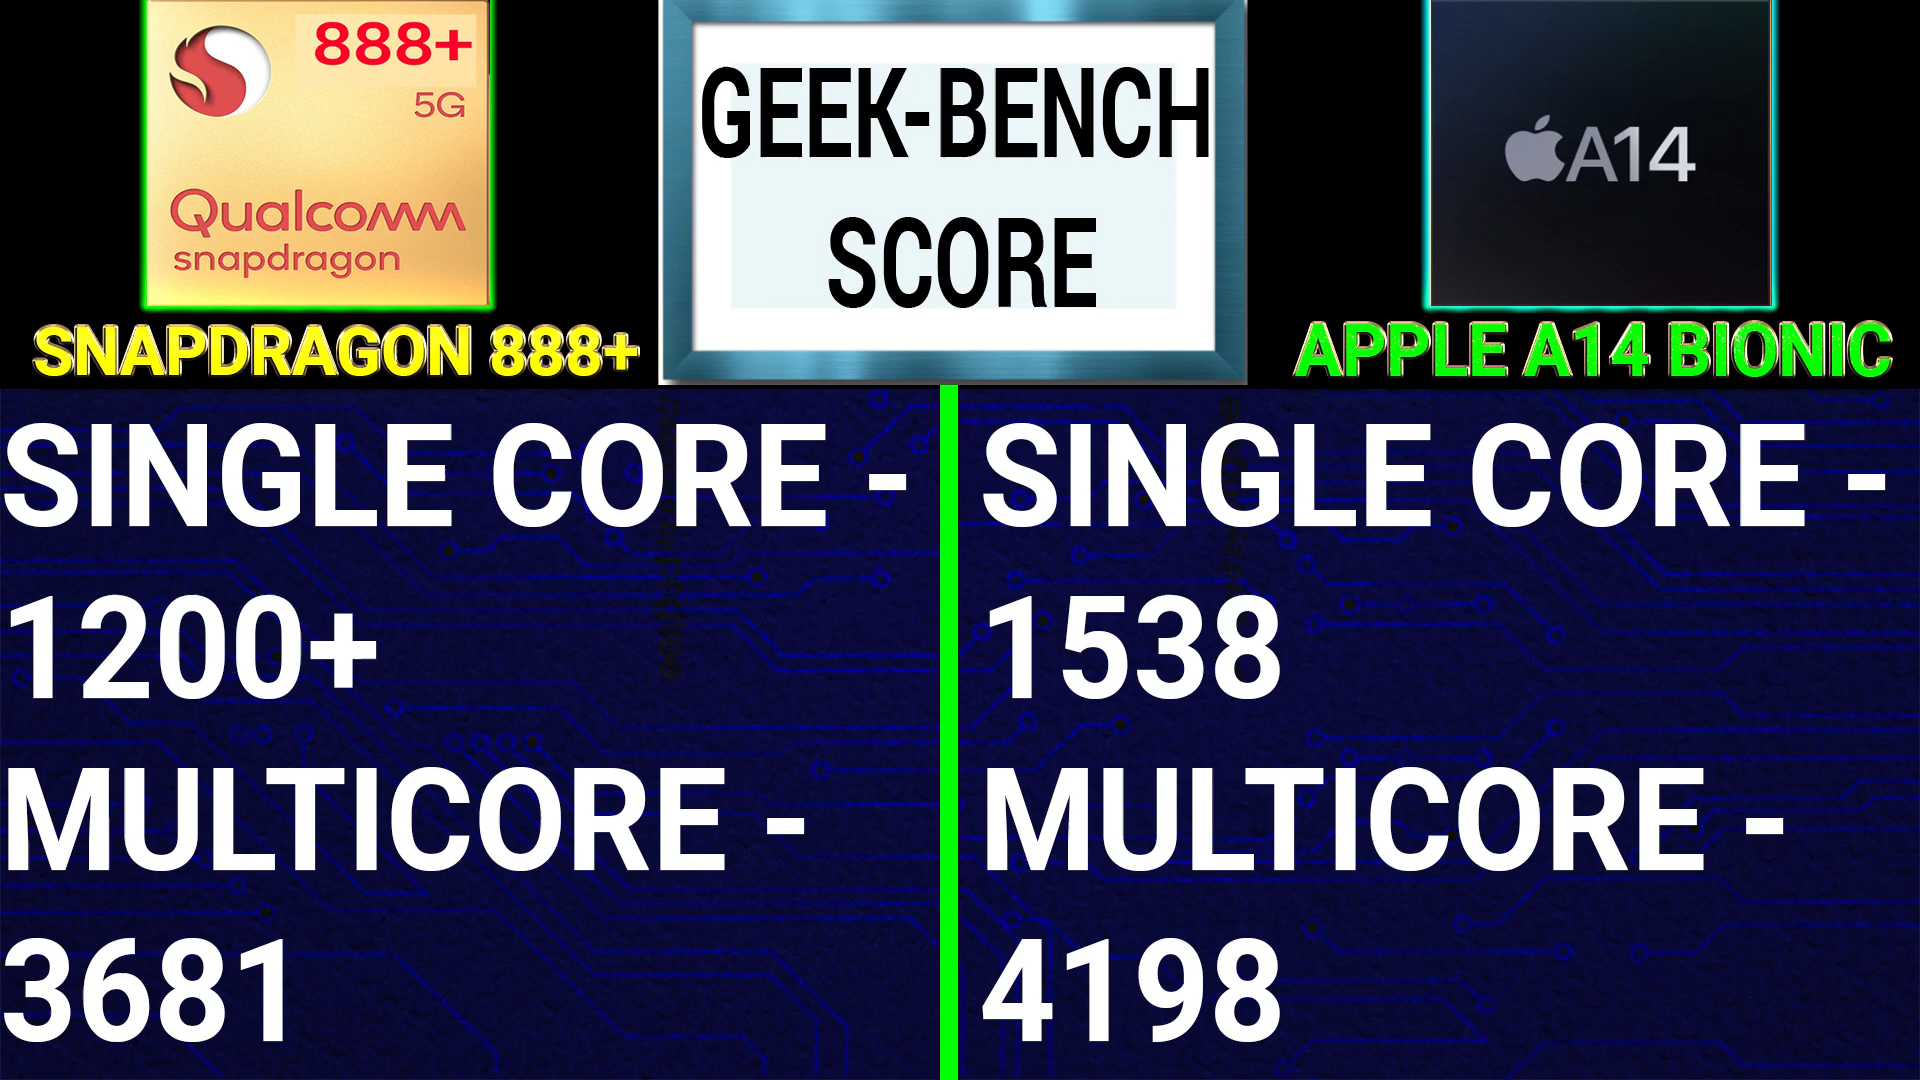 888+
5G
Qualcomm
snapdragon
SNAPDRAGON 888+
GEEK-BENCH
SCORE
A14
APPLE A14 BIONIC
SINGLE CORE -
1200+
MULTICORE -
3681
SINGLE CORE -
1538
MULTICORE -
4198